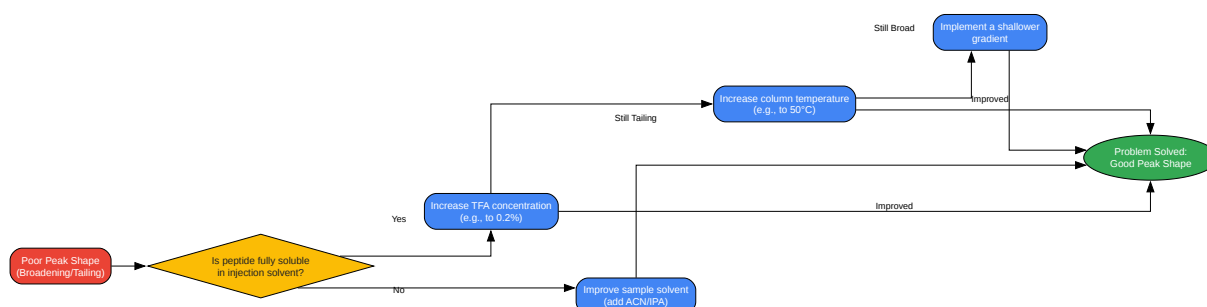 Still Broad
Implement a shallower
gradient
Increase column temperature
(e.g., to 50°C)
Improved
Still Tailing
Problem Solved:
Good Peak Shape
Increase TFA concentration
(e.g., to 0.2%)
Yes
Improved
Poor Peak Shape
(Broadening/Tailing)
Is peptide fully soluble
in injection solvent?
No
Improve sample solvent
(add ACN/IPA)